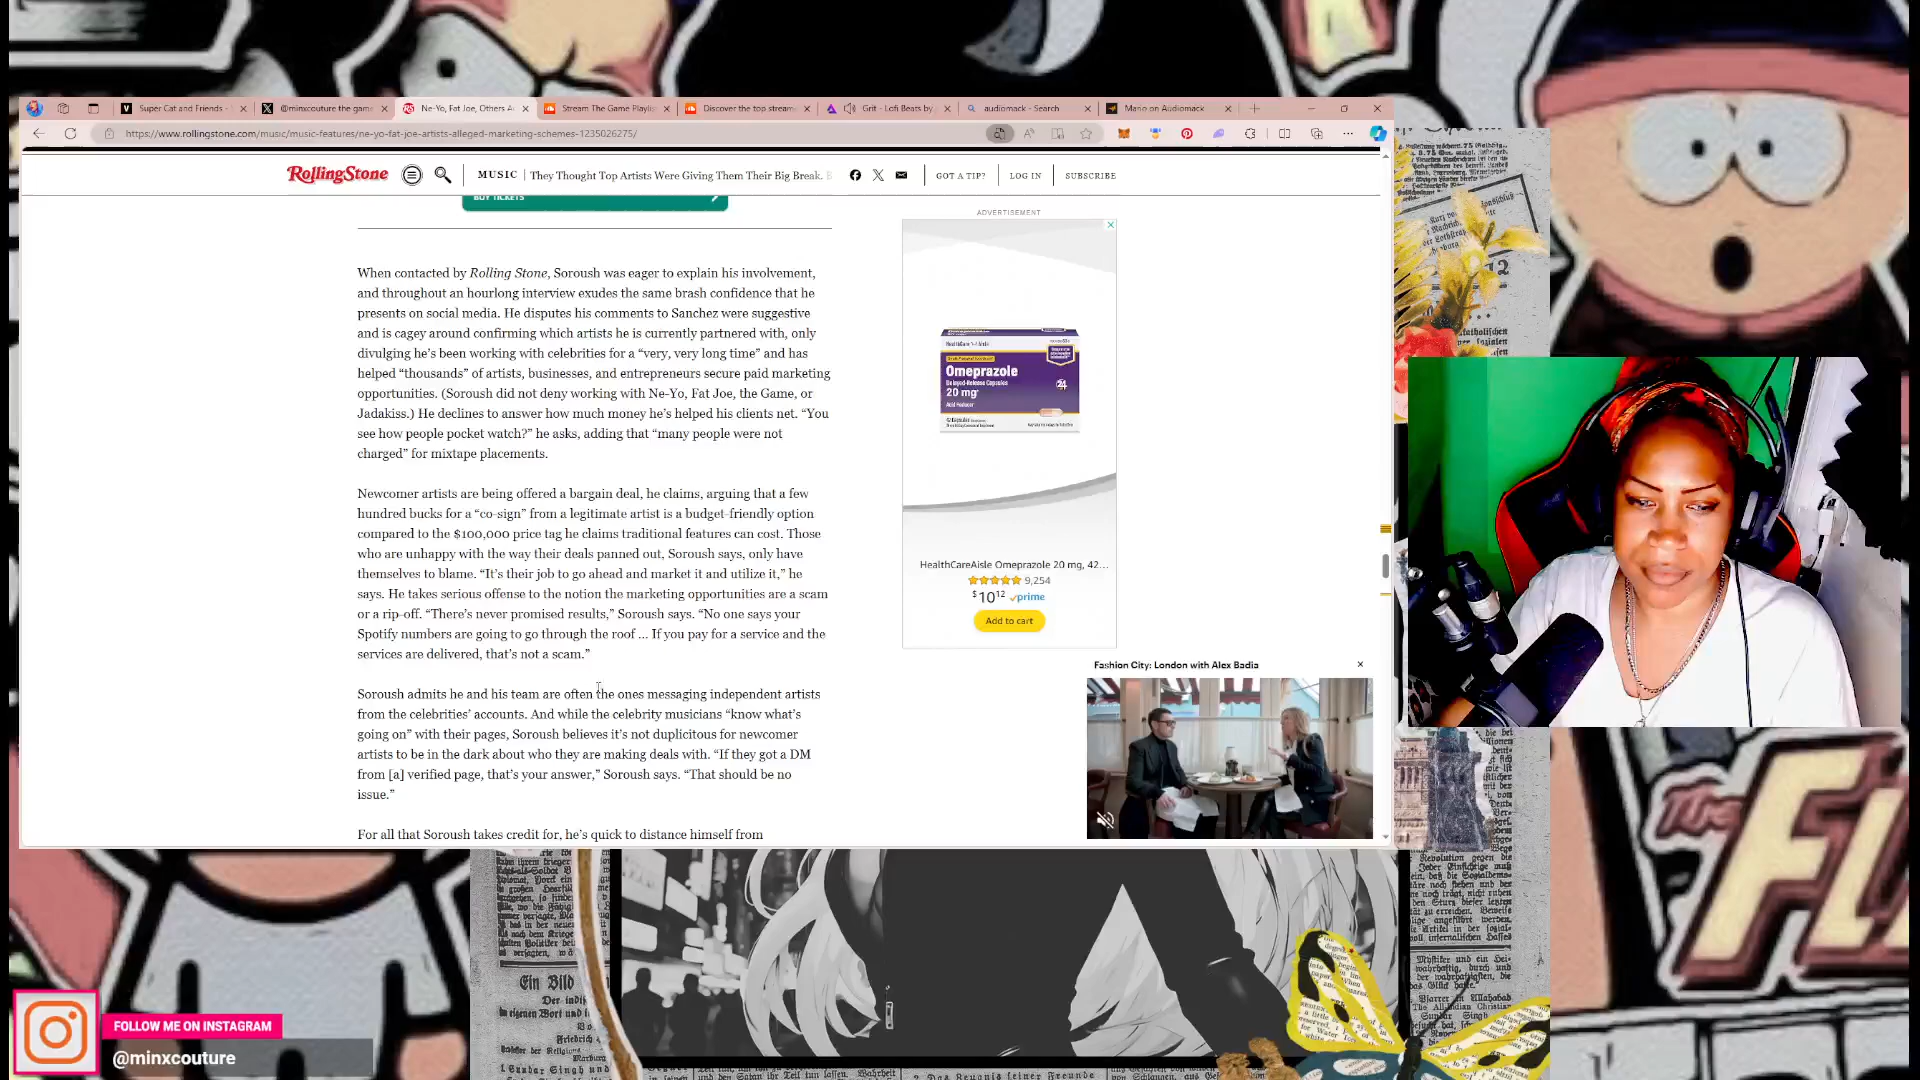 Super Cat and Friends -
@minxcouture the gam
Ne-Yo, Fat Joe, Others A
Stream The Game Playlis
Discover the top stream
Grit - Lofi Beats by
audiomack - Search
Mario on Audiomack
https://www.rollingstone.com/music/music-features/ne-yo-fat-joe-artists-alleged-marketing-schemes-1235026275/
RollingStone
MUSIC
They Thought Top Artists Were Giving Them Their Big Break. B
GOT A TIP?
LOG IN
SUBSCRIBE
BUY TICKETS
When contacted by Rolling Stone, Soroush was eager to explain his involvement,
and throughout an hourlong interview exudes the same brash confidence that he
presents on social media. He disputes his comments to Sanchez were suggestive
and is cagey around confirming which artists he is currently partnered with, only
divulging he's been working with celebrities for a “very, very long time” and has
helped “thousands” of artists, businesses, and entrepreneurs secure paid marketing
opportunities. (Soroush did not deny working with Ne-Yo, Fat Joe, the Game, or
Jadakiss.) He declines to answer how much money he's helped his clients net. “You
see how people pocket watch?” he asks, adding that “many people were not
charged” for mixtape placements.
Newcomer artists are being offered a bargain deal, he claims, arguing that a few
hundred bucks for a “co-sign” from a legitimate artist is a budget-friendly option
compared to the $100,000 price tag he claims traditional features can cost. Those
who are unhappy with the way their deals panned out, Soroush says, only have
themselves to blame. “It's their job to go ahead and market it and utilize it,” he
says. He takes serious offense to the notion the marketing opportunities are a scam
or a rip-off. “There's never promised results,” Soroush says. “No one says your
Spotify numbers are going to go through the roof ... If you pay for a service and the
services are delivered, that's not a scam.”
Soroush admits he and his team are often the ones messaging independent artists
from the celebrities' accounts. And while the celebrity musicians “know what's
going on” with their pages, Soroush believes it's not duplicitous for newcomer
artists to be in the dark about who they are making deals with. “If they got a DM
from [a] verified page, that's your answer,” Soroush says. “That should be no
issue.”
For all that Soroush takes credit for, he's quick to distance himself from
ADVERTISEMENT
Omeprazole
Delayed-Release Capsules
20 mg
Acid Reducer
24
HealthCareAisle Omeprazole 20 mg, 42...
9,254
$10 12 prime
Add to cart
Fashion City: London with Alex Badia
12
The
FL
Ein Bild
FOLLOW ME ON INSTAGRAM
@minxcouture